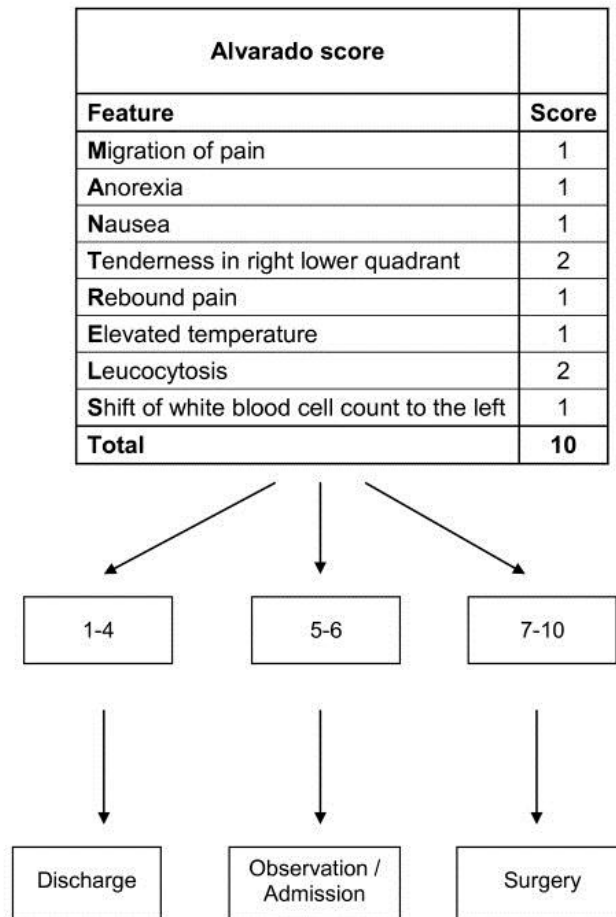 Alvarado score
Feature Score
Migration of pain 1
Anorexia 1
Nausea 1
Tenderness in right lower quadrant 2
Rebound pain 1
Elevated temperature 1
Leucocytosis 2
Shift of white blood cell count to the left 1
Total 10
1-4 5-6 7-10
Discharge Observation / Surgery
Admission